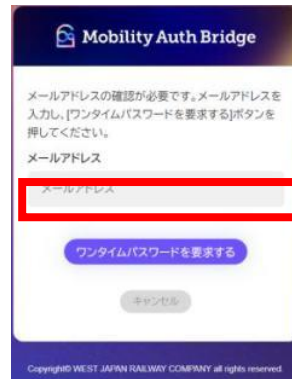 Mobility Auth Bridge
メールアドレスの確認が必要です。メールアドレスを
入力し、[ワンタイムパスワードを要求する]ボタンを
押してください。
メールアドレス
メールアドレス
ワンタイムパスワードを要求する
キャンセル
Copyright© WEST JAPAN RAILWAY COMPANY all rights reserved.